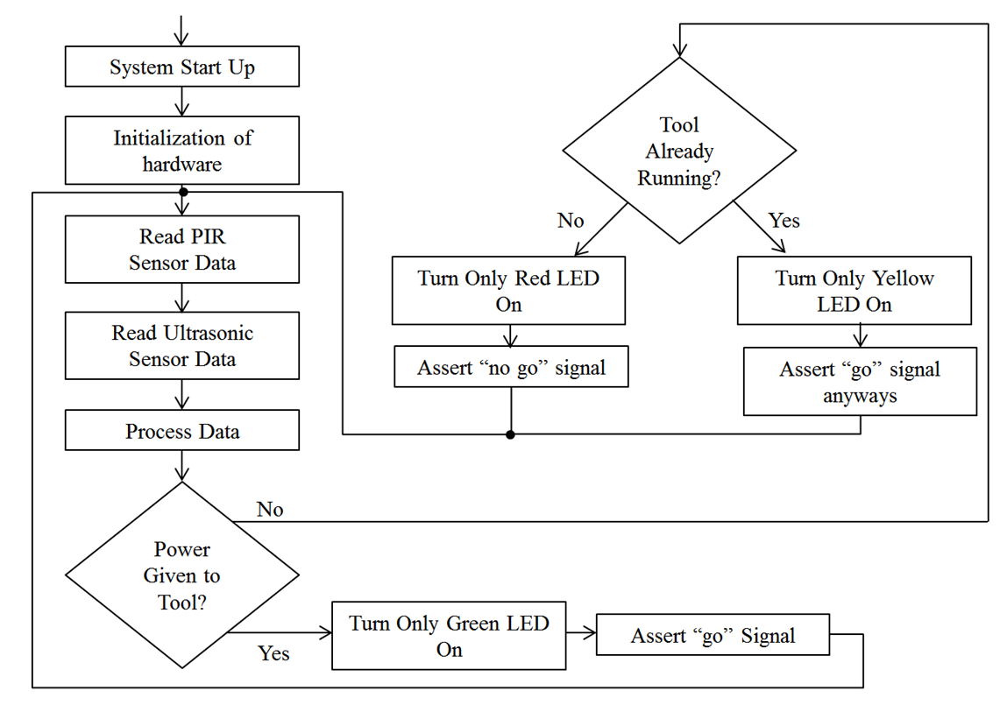 System Start Up
Initialization of
hardware
Read PIR
Sensor Data
Read Ultrasonic
Sensor Data
Process Data
Power
Given to
Tool?
No
Yes
Turn Only Green LED
On
Assert “go” Signal
Tool
Already
Running?
No
Yes
Turn Only Red LED
On
Assert “no go” signal
Turn Only Yellow
LED On
Assert “go” signal
anyways